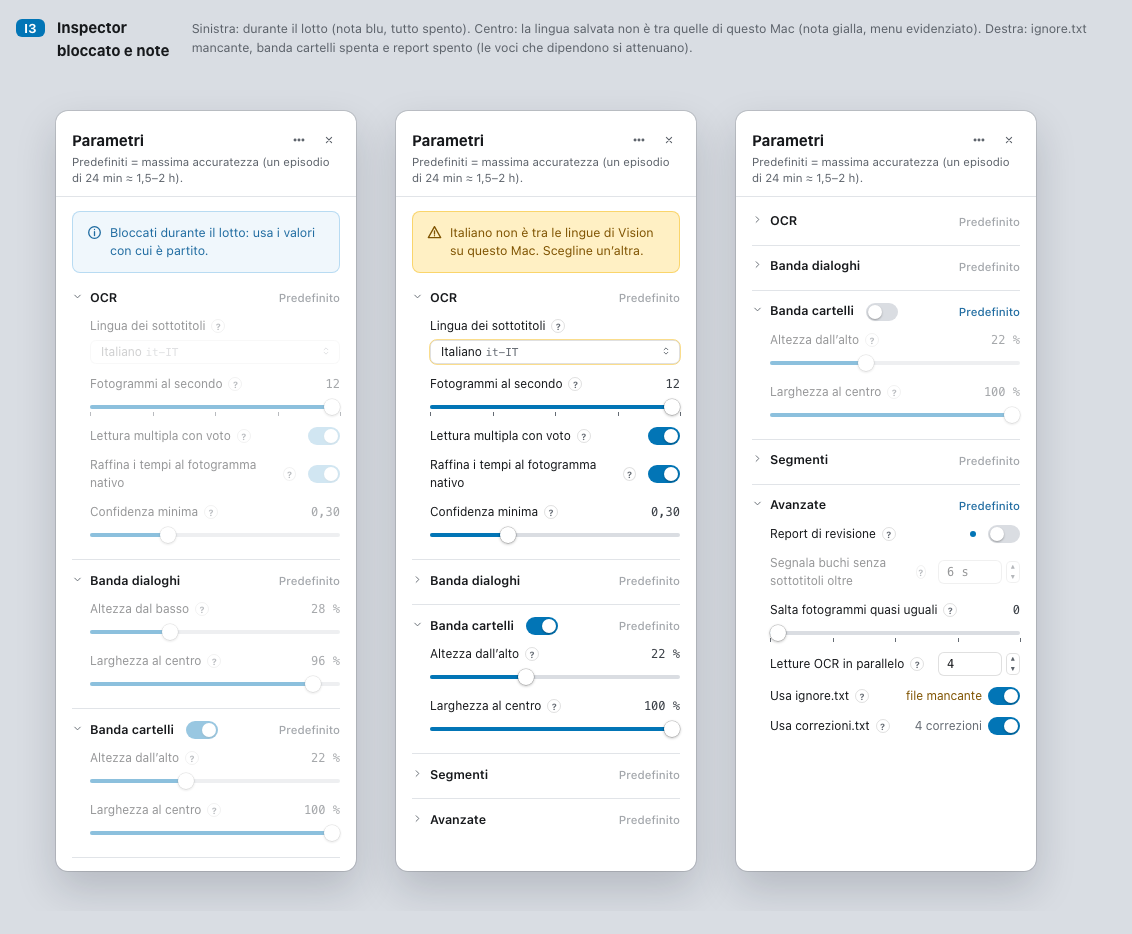 I3
Inspector
bloccato e note
Sinistra: durante il lotto (nota blu, tutto spento). Centro: la lingua salvata non è tra quelle di questo Mac (nota gialla, menu evidenziato). Destra: ignore.txt
mancante, banda cartelli spenta e report spento (le voci che dipendono si attenuano).
Parametri
Predefiniti = massima accuratezza (un episodio
di 24 min ≈ 1,5–2 h).
Bloccati durante il lotto: usa i valori
con cui è partito.
OCR Predefinito
Lingua dei sottotitoli ?
Italiano it-IT
Fotogrammi al secondo ? 12
Lettura multipla con voto ?
Raffina i tempi al fotogramma
nativo ?
Confidenza minima ? 0,30
Banda dialoghi Predefinito
Altezza dal basso ? 28 %
Larghezza al centro ? 96 %
Banda cartelli Predefinito
Altezza dall'alto ? 22 %
Larghezza al centro ? 100 %
Parametri
Predefiniti = massima accuratezza (un episodio
di 24 min ≈ 1,5–2 h).
Italiano non è tra le lingue di Vision
su questo Mac. Scegline un'altra.
OCR Predefinito
Lingua dei sottotitoli ?
Italiano it-IT
Fotogrammi al secondo ? 12
Lettura multipla con voto ?
Raffina i tempi al fotogramma
nativo ?
Confidenza minima ? 0,30
Banda dialoghi Predefinito
Banda cartelli Predefinito
Altezza dall'alto ? 22 %
Larghezza al centro ? 100 %
Segmenti Predefinito
Avanzate Predefinito
Parametri
Predefiniti = massima accuratezza (un episodio
di 24 min ≈ 1,5–2 h).
OCR Predefinito
Banda dialoghi Predefinito
Banda cartelli Predefinito
Altezza dall'alto ? 22 %
Larghezza al centro ? 100 %
Segmenti Predefinito
Avanzate Predefinito
Report di revisione ?
Segnala buchi senza
sottotitoli oltre ? 6 s
Salta fotogrammi quasi uguali ? 0
Letture OCR in parallelo ? 4
Usa ignore.txt ? file mancante
Usa correzioni.txt ? 4 correzioni